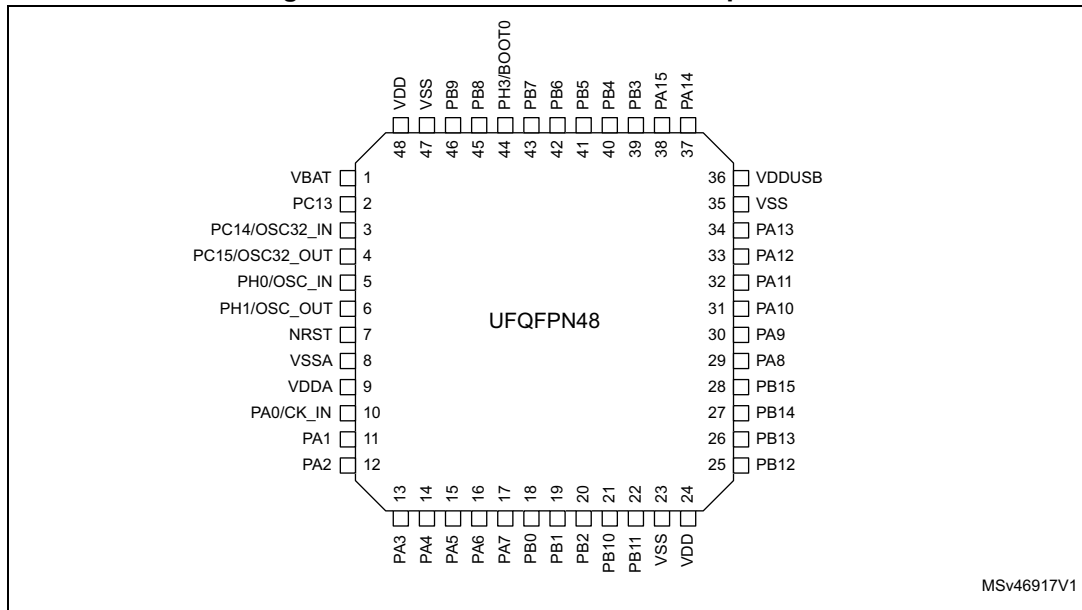 VDD
VSS
PB9
PB8
PH3/BOOT0
PB7
PB6
PB5
PB4
PB3
PA15
PA14
48
47
46
45
44
43
42
41
40
39
38
37
VBAT 1
PC13 2
PC14/OSC32_IN 3
PC15/OSC32_OUT 4
PH0/OSC_IN 5
PH1/OSC_OUT 6
NRST 7
VSSA 8
VDDA 9
PA0/CK_IN 10
PA1 11
PA2 12
UFQFPN48
36 VDDUSB
35 VSS
34 PA13
33 PA12
32 PA11
31 PA10
30 PA9
29 PA8
28 PB15
27 PB14
26 PB13
25 PB12
13
14
15
16
17
18
19
20
21
22
23
24
PA3
PA4
PA5
PA6
PA7
PB0
PB1
PB2
PB10
PB11
VSS
VDD
MSv46917V1